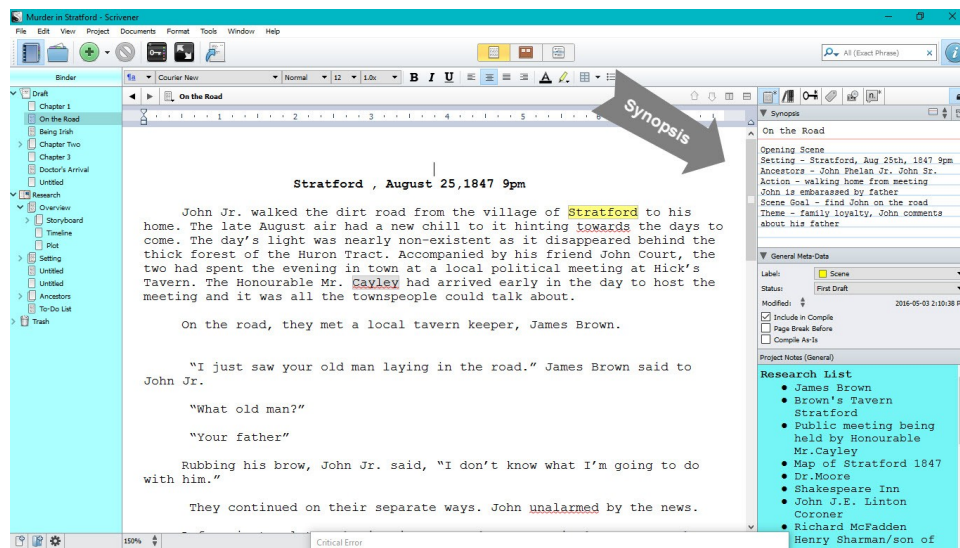 Murder in Stratford - Scrivener
File Edit View Project Documents Format Tools Window Help
All (Exact Phrase)
Binder
Courier New Normal 12 1.0x B I U A
Draft
Chapter 1
On the Road
Being Irish
Chapter Two
Chapter 3
Doctor's Arrival
Untitled
Research
Overview
Storyboard
Timeline
Plot
Setting
Untitled
Untitled
Ancestors
To-Do List
Trash
On the Road
1 2 3 4 5 6
Synopsis
Stratford , August 25,1847 9pm
John Jr. walked the dirt road from the village of Stratford to his
home. The late August air had a new chill to it hinting towards the days to
come. The day's light was nearly non-existent as it disappeared behind the
thick forest of the Huron Tract. Accompanied by his friend John Court, the
two had spent the evening in town at a local political meeting at Hick's
Tavern. The Honourable Mr. Cayley had arrived early in the day to host the
meeting and it was all the townspeople could talk about.
On the road, they met a local tavern keeper, James Brown.
"I just saw your old man laying in the road." James Brown said to
John Jr.
"What old man?"
"Your father"
Rubbing his brow, John Jr. said, "I don't know what I'm going to do
with him."
They continued on their separate ways. John unalarmed by the news.
150%
Critical Error
Synopsis
On the Road
Opening Scene
Setting - Stratford, Aug 25th, 1847 9pm
Ancestors - John Phelan Jr. John Sr.
Action - walking home from meeting
John is embarassed by father
Scene Goal - find John on the road
Theme - family loyalty, John comments
about his father
General Meta-Data
Label: Scene
Status: First Draft
Modified: 2016-05-03 2:10:38 P
Include in Compile
Page Break Before
Compile As-Is
Project Notes (General)
Research List
● James Brown
● Brown's Tavern
Stratford
● Public meeting being
held by Honourable
Mr.Cayley
● Map of Stratford 1847
● Dr.Moore
● Shakespeare Inn
● John J.E. Linton
Coroner
● Richard McFadden
Henry Sharman/son of